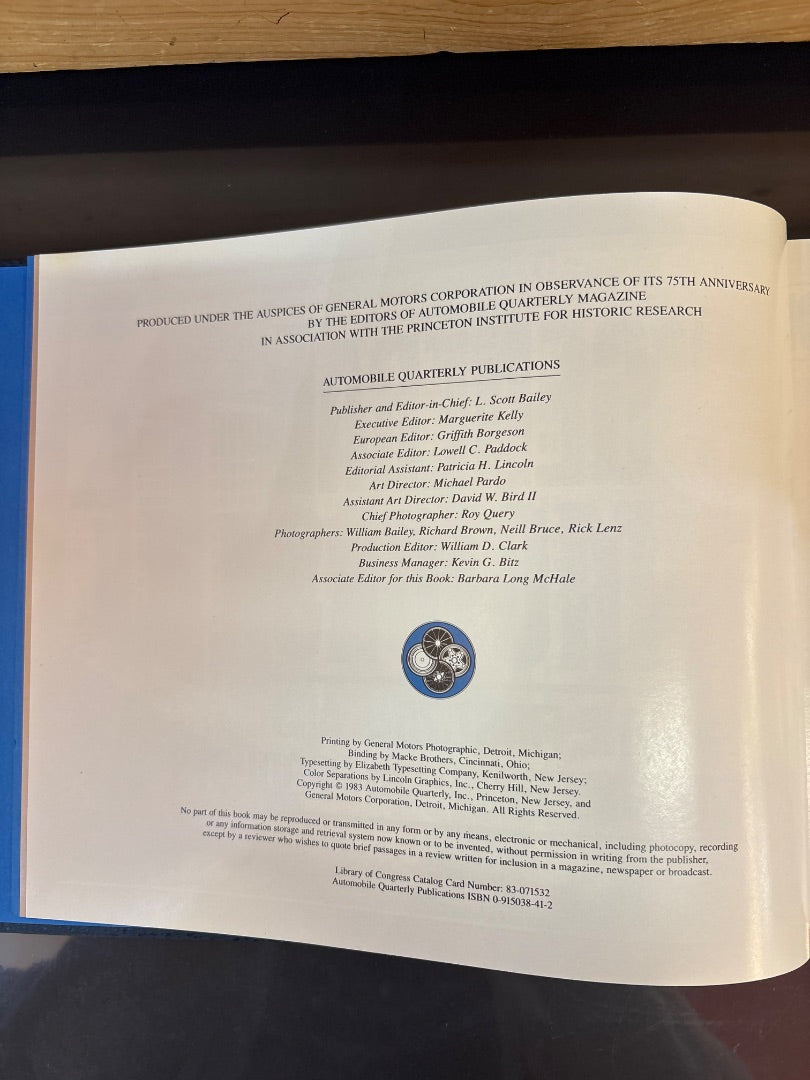 PRODUCED UNDER THE AUSPICES OF GENERAL MOTORS CORPORATION IN OBSERVANCE OF ITS 75TH ANNIVERSARY
BY THE EDITORS OF AUTOMOBILE QUARTERLY MAGAZINE
IN ASSOCIATION WITH THE PRINCETON INSTITUTE FOR HISTORIC RESEARCH
AUTOMOBILE QUARTERLY PUBLICATIONS
Publisher and Editor-in-Chief: L. Scott Bailey
Executive Editor: Marguerite Kelly
European Editor: Griffith Borgeson
Associate Editor: Lowell C. Paddock
Editorial Assistant: Patricia H. Lincoln
Art Director: Michael Pardo
Assistant Art Director: David W. Bird II
Chief Photographer: Roy Query
Photographers: William Bailey, Richard Brown, Neill Bruce, Rick Lenz
Production Editor: William D. Clark
Business Manager: Kevin G. Bitz
Associate Editor for this Book: Barbara Long McHale
Printing by General Motors Photographic, Detroit, Michigan;
Binding by Macke Brothers, Cincinnati, Ohio;
Typesetting by Elizabeth Typesetting Company, Kenilworth, New Jersey;
Color Separations by Lincoln Graphics, Inc., Cherry Hill, New Jersey.
Copyright © 1983 Automobile Quarterly, Inc., Princeton, New Jersey, and
General Motors Corporation, Detroit, Michigan. All Rights Reserved.
No part of this book may be reproduced or transmitted in any form or by any means, electronic or mechanical, including photocopy, recording
or any information storage and retrieval system now known or to be invented, without permission in writing from the publisher,
except by a reviewer who wishes to quote brief passages in a review written for inclusion in a magazine, newspaper or broadcast.
Library of Congress Catalog Card Number: 83-071532
Automobile Quarterly Publications ISBN 0-915038-41-2